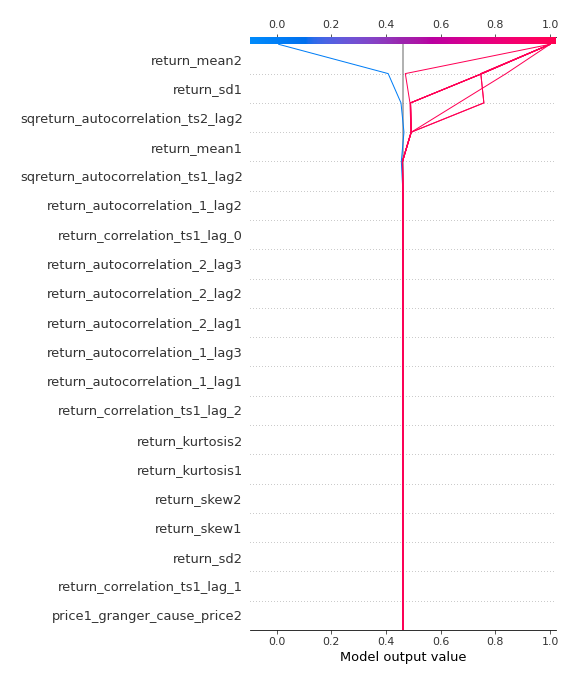 0.0 0.2 0.4 0.6 0.8 1.0
return_mean2
return_sd1
sqreturn_autocorrelation_ts2_lag2
return_mean1
sqreturn_autocorrelation_ts1_lag2
return_autocorrelation_1_lag2
return_correlation_ts1_lag_0
return_autocorrelation_2_lag3
return_autocorrelation_2_lag2
return_autocorrelation_2_lag1
return_autocorrelation_1_lag3
return_autocorrelation_1_lag1
return_correlation_ts1_lag_2
return_kurtosis2
return_kurtosis1
return_skew2
return_skew1
return_sd2
return_correlation_ts1_lag_1
price1_granger_cause_price2
0.0 0.2 0.4 0.6 0.8 1.0
Model output value